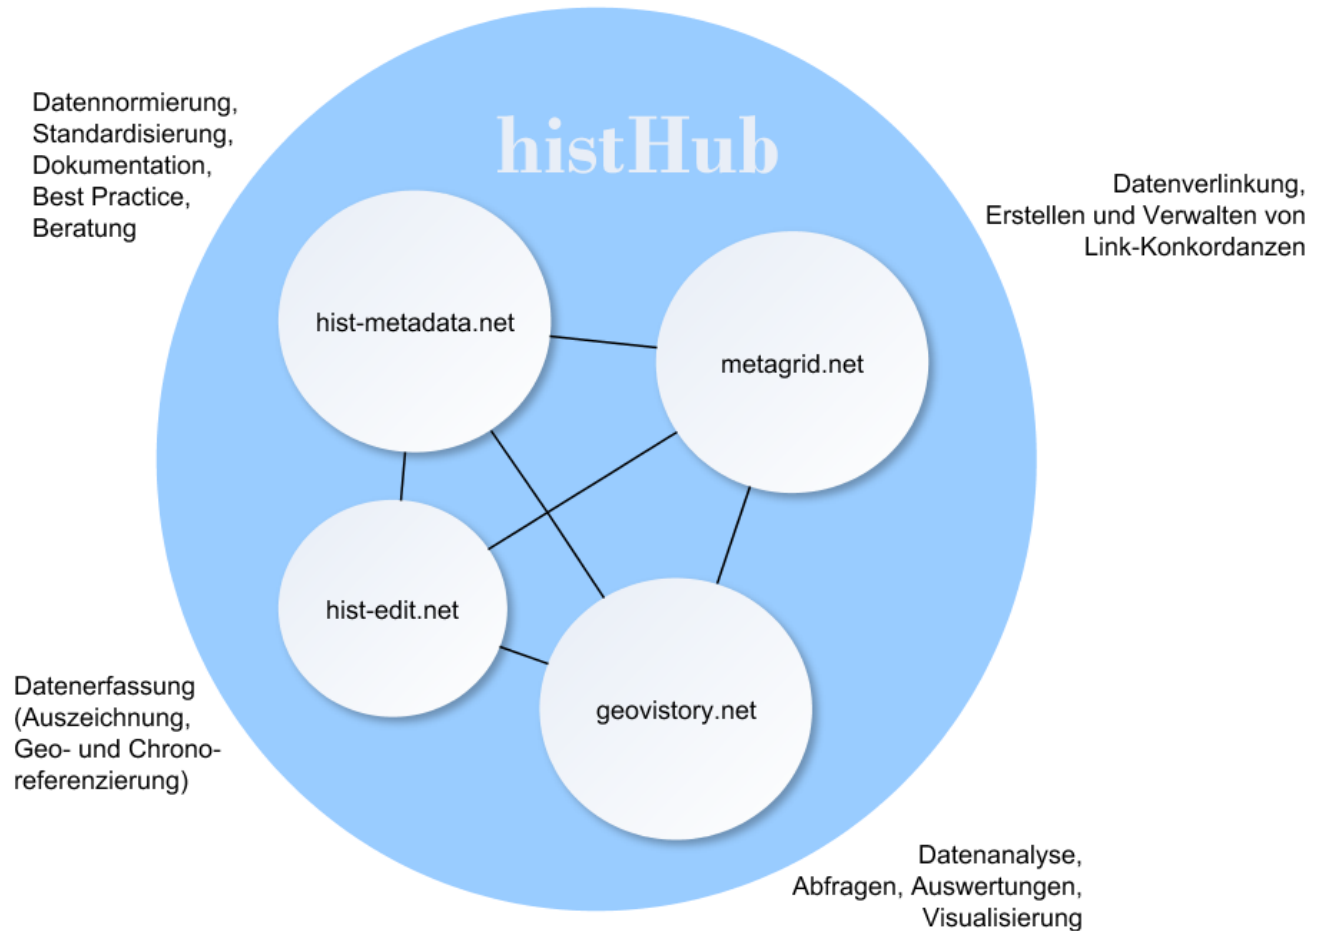 histHub
Datennormierung,
Standardisierung,
Dokumentation,
Best Practice,
Beratung
Datenverlinkung,
Erstellen und Verwalten von
Link-Konkordanzen
hist-metadata.net
metagrid.net
hist-edit.net
geovistory.net
Datenerfassung
(Auszeichnung,
Geo- und Chrono-
referenzierung)
Datenanalyse,
Abfragen, Auswertungen,
Visualisierung